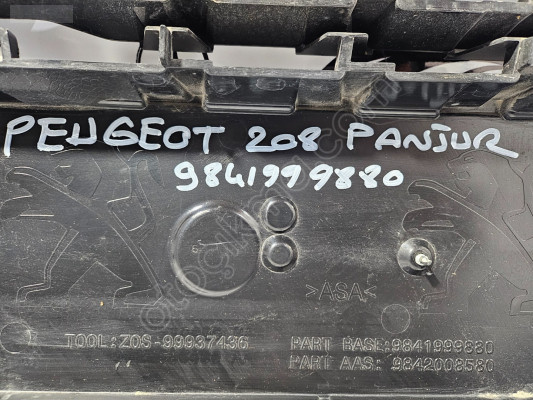 PEUGEOT 208 PANJUR
9841999880
>ASA<
TOOL:ZOS-99937436
PART BASE:9841999880
PART AAS: 9842008580